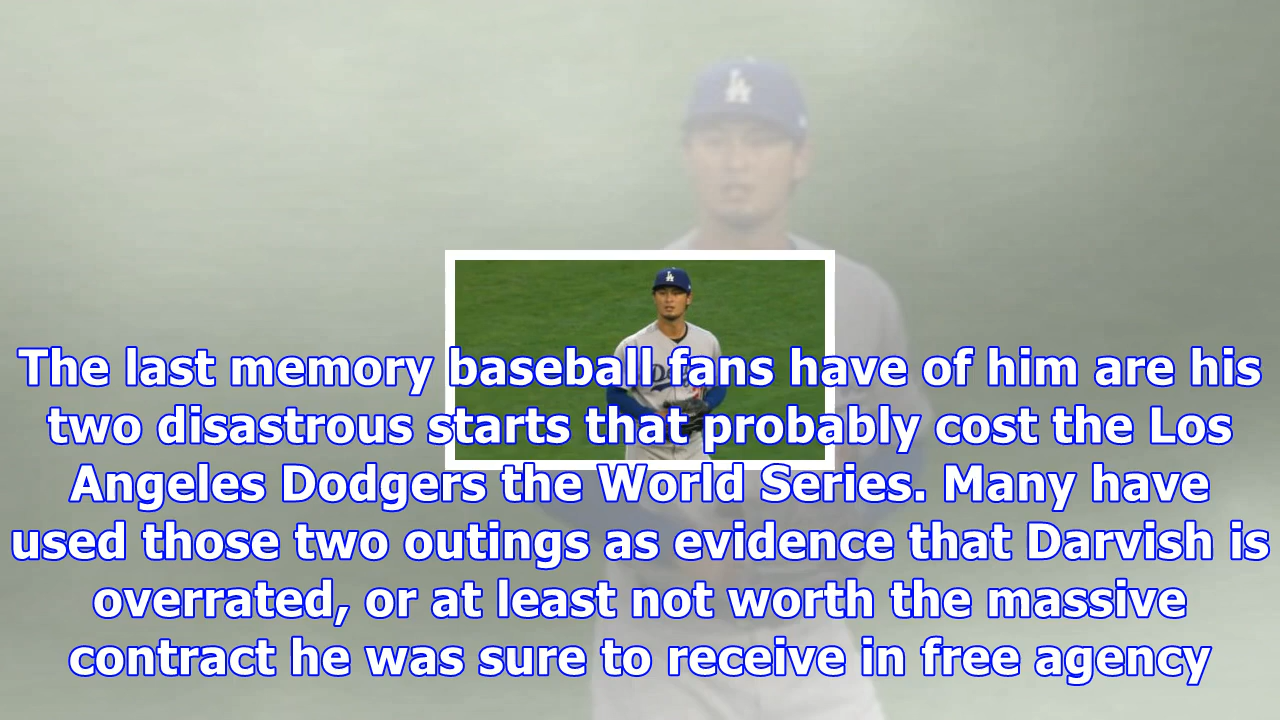 The last memory baseball fans have of him are his
two disastrous starts that probably cost the Los
Angeles Dodgers the World Series. Many have
used those two outings as evidence that Darvish is
overrated, or at least not worth the massive
contract he was sure to receive in free agency
LA
LA